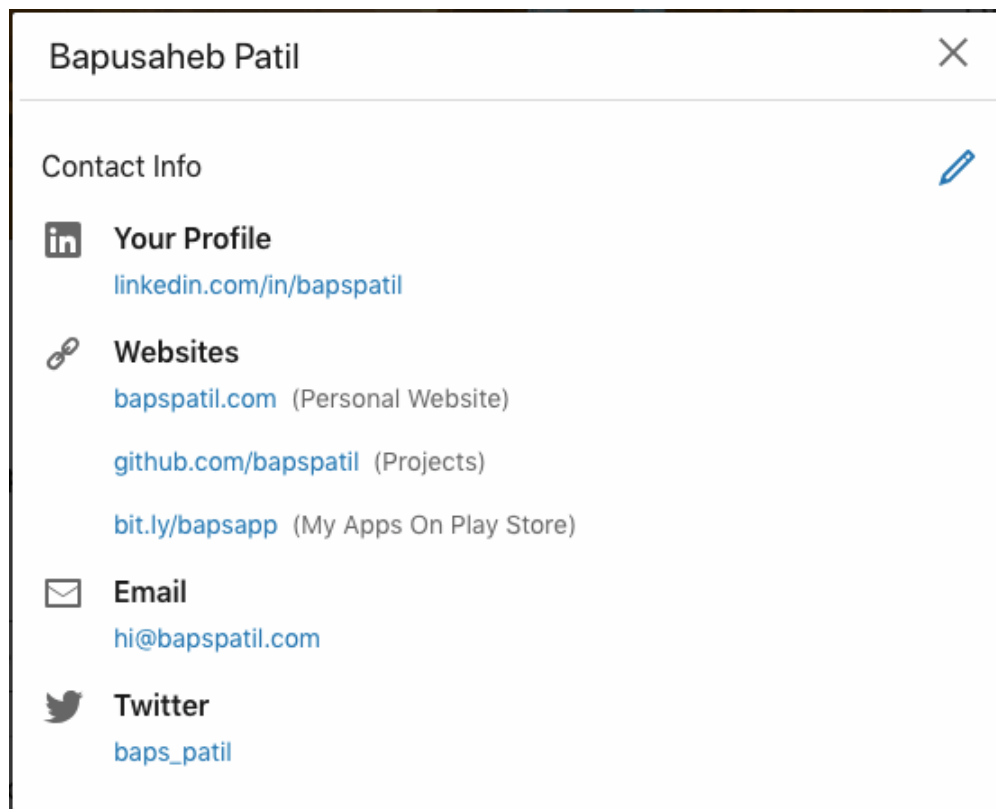 Bapusaheb Patil
Contact Info
in Your Profile
linkedin.com/in/bapspatil
Websites
bapspatil.com (Personal Website)
github.com/bapspatil (Projects)
bit.ly/bapsapp (My Apps On Play Store)
Email
hi@bapspatil.com
Twitter
baps_patil